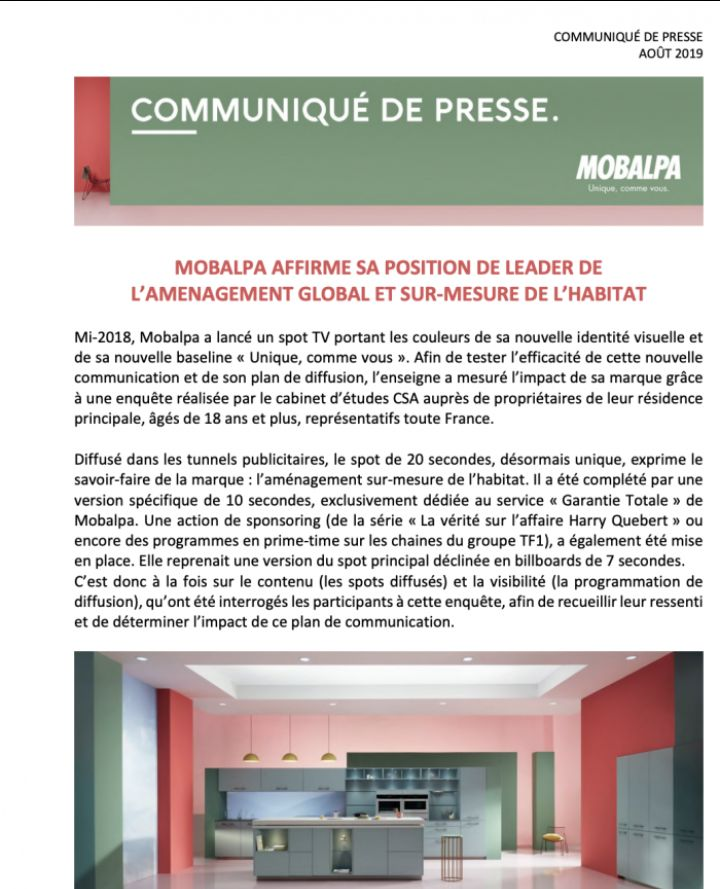 COMMUNIQUÉ DE PRESSE
AOÛT 2019
COMMUNIQUÉ DE PRESSE.
MOBALPA
Unique, comme vous.
MOBALPA AFFIRME SA POSITION DE LEADER DE
L’AMENAGEMENT GLOBAL ET SUR-MESURE DE L’HABITAT
Mi-2018, Mobalpa a lancé un spot TV portant les couleurs de sa nouvelle identité visuelle et
de sa nouvelle baseline « Unique, comme vous ». Afin de tester l’efficacité de cette nouvelle
communication et de son plan de diffusion, l’enseigne a mesuré l’impact de sa marque grâce
à une enquête réalisée par le cabinet d’études CSA auprès de propriétaires de leur résidence
principale, âgés de 18 ans et plus, représentatifs toute France.
Diffusé dans les tunnels publicitaires, le spot de 20 secondes, désormais unique, exprime le
savoir-faire de la marque : l’aménagement sur-mesure de l’habitat. Il a été complété par une
version spécifique de 10 secondes, exclusivement dédiée au service « Garantie Totale » de
Mobalpa. Une action de sponsoring (de la série « La vérité sur l’affaire Harry Quebert » ou
encore des programmes en prime-time sur les chaines du groupe TF1), a également été mise
en place. Elle reprenait une version du spot principal déclinée en billboards de 7 secondes.
C’est donc à la fois sur le contenu (les spots diffusés) et la visibilité (la programmation de
diffusion), qu’ont été interrogés les participants à cette enquête, afin de recueillir leur ressenti
et de déterminer l’impact de ce plan de communication.